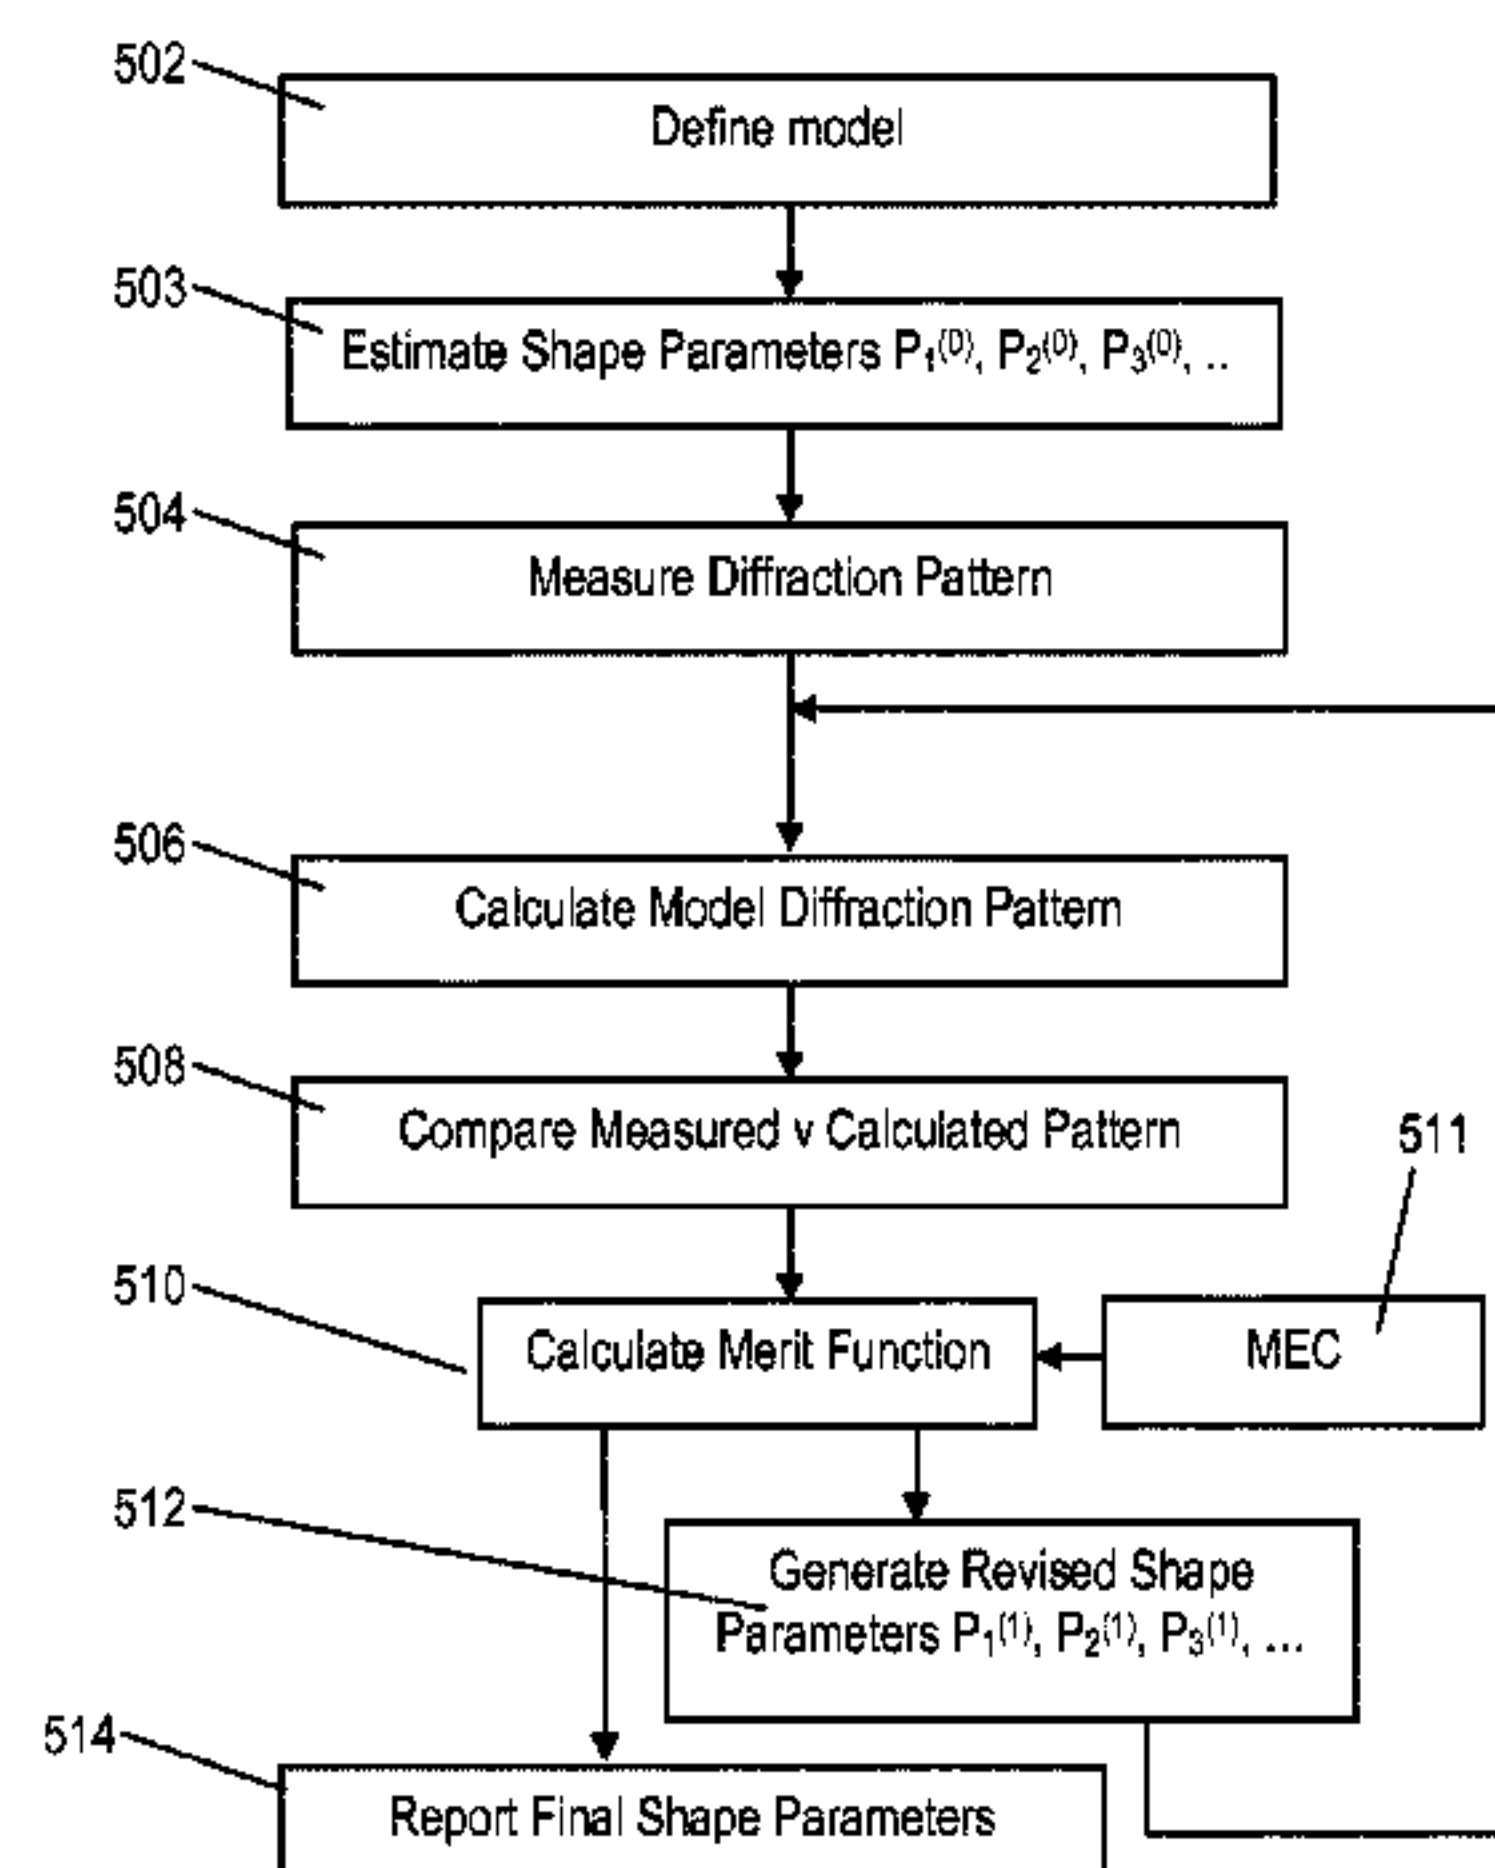 502
Define model
503
Estimate Shape Parameters P₁⁽⁰⁾, P₂⁽⁰⁾, P₃⁽⁰⁾, ..
504
Measure Diffraction Pattern
506
Calculate Model Diffraction Pattern
508
Compare Measured v Calculated Pattern
511
510
Calculate Merit Function
MEC
512
Generate Revised Shape
Parameters P₁⁽¹⁾, P₂⁽¹⁾, P₃⁽¹⁾, ...
514
Report Final Shape Parameters